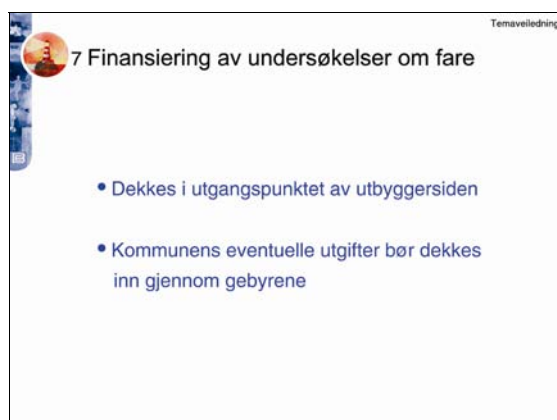 Temaveiledning
7 Finansiering av undersøkelser om fare
• Dekkes i utgangspunktet av utbyggersiden
• Kommunens eventuelle utgifter bør dekkes
inn gjennom gebyrene